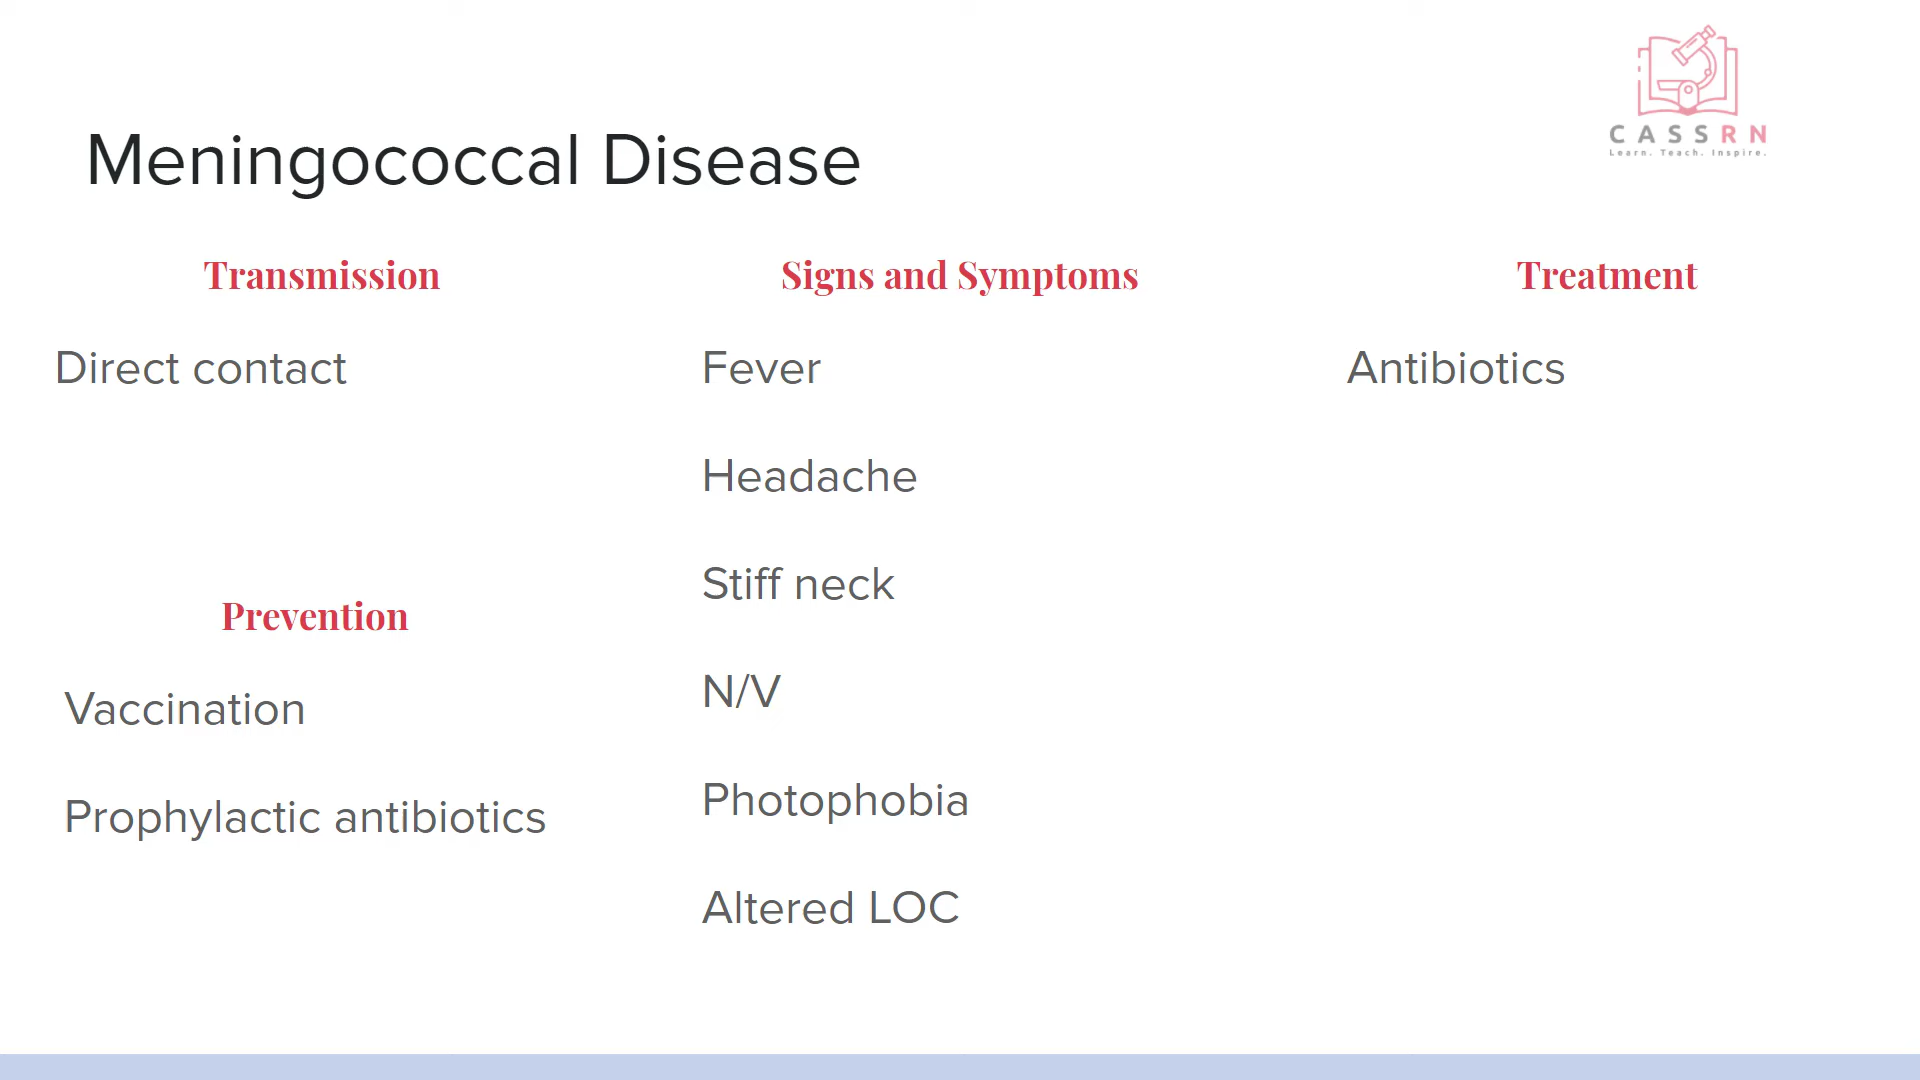 CASSRN
Learn. Teach. Inspire.
Meningococcal Disease
Transmission
Direct contact
Prevention
Vaccination
Prophylactic antibiotics
Signs and Symptoms
Fever
Headache
Stiff neck
N/V
Photophobia
Altered LOC
Treatment
Antibiotics